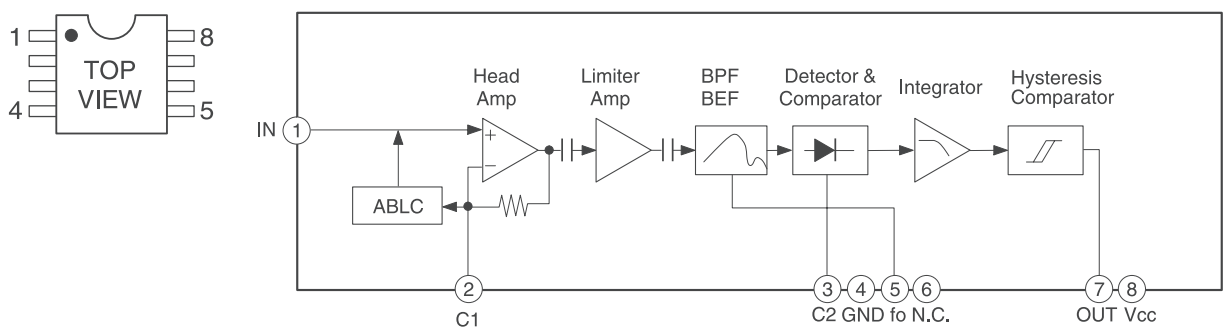 1
8
TOP
VIEW
4
5
Head
Amp
Limiter
Amp
BPF
BEF
Detector &
Comparator
Integrator
Hysteresis
Comparator
IN 1
+
−
ABLC
2
3 4 5 6
7 8
C1
C2 GND fo N.C.
OUT Vcc